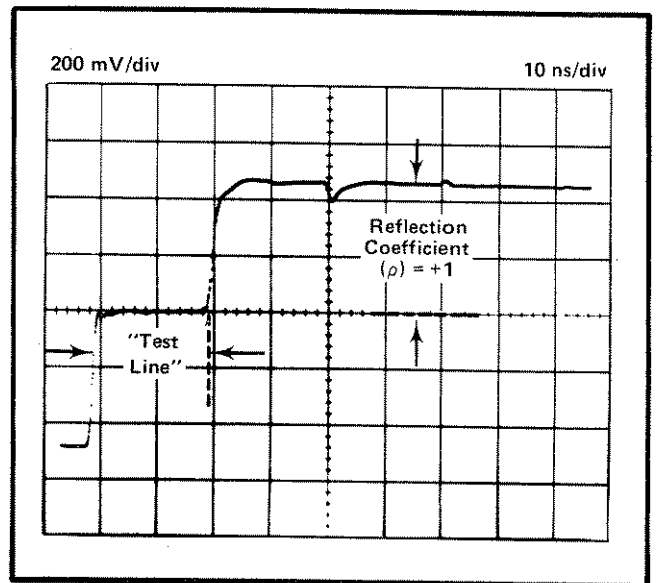 200 mV/div
10 ns/div
Reflection
Coefficient
(ρ) = +1
"Test
Line"